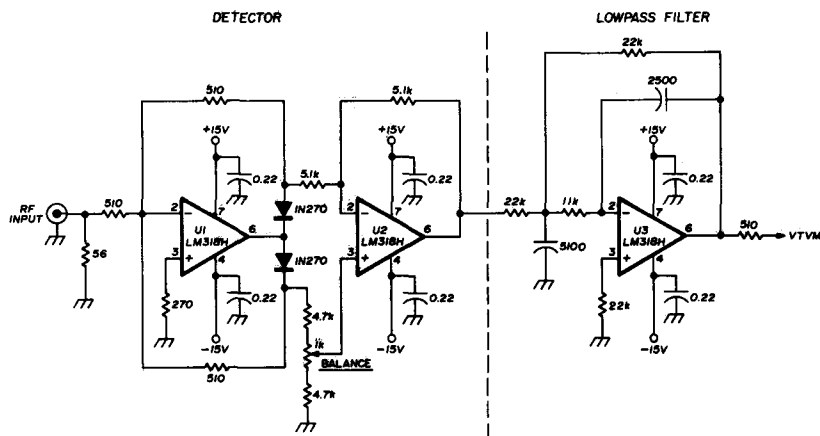 DETECTOR
LOWPASS FILTER
22k
510
5.1k
2500
+15V
+15V
+15V
0.22
0.22
0.22
RF
INPUT
510
5.1k
22k
11k
2
7
6
3
4
U1
LM318H
IN270
IN270
2
7
6
3
4
U2
LM318H
2
7
6
3
4
U3
LM318H
510
VTVM
56
270
0.22
4.7k
1k
BALANCE
4.7k
0.22
5100
22k
0.22
-15V
-15V
-15V
510